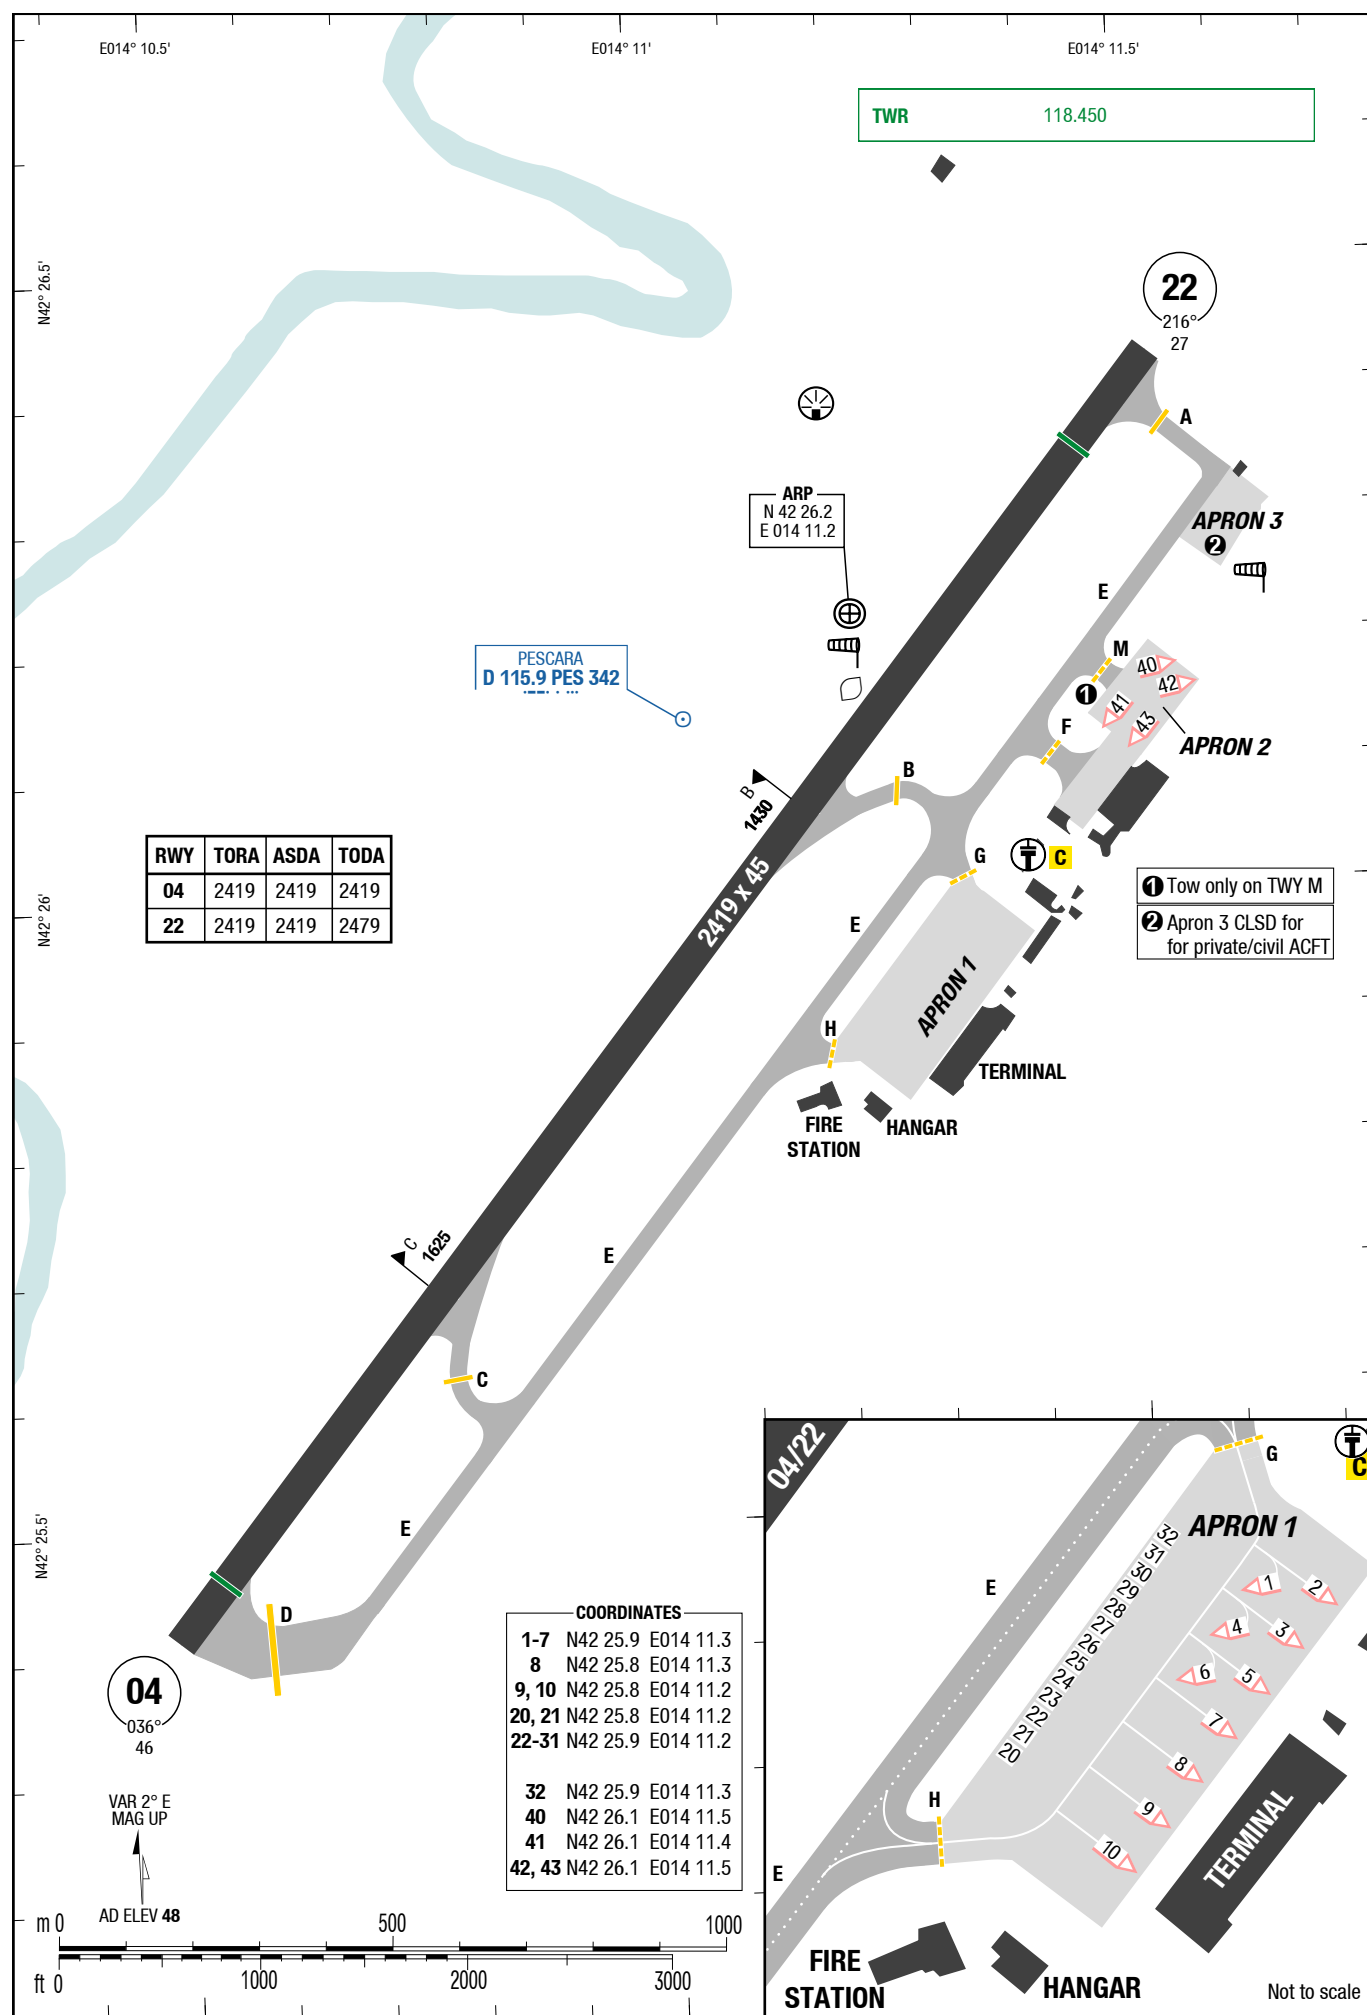 E014° 10.5'
E014° 11'
E014° 11.5'
TWR 118.450
N42° 26.5'
22
216°
27
A
ARP
N 42 26.2
E 014 11.2
APRON 3
2
E
M
40
42
41
43
1
F
APRON 2
PESCARA
D 115.9 PES 342
B
B
1430
G
C
RWY TORA ASDA TODA
04 2419 2419 2419
22 2419 2419 2479
2419 x 45
1 Tow only on TWY M
2 Apron 3 CLSD for
for private/civil ACFT
N42° 26'
E
APRON 1
H
TERMINAL
FIRE
STATION
HANGAR
C
1625
E
C
E
N42° 25.5'
D
04
036°
46
VAR 2° E
MAG UP
AD ELEV 48
m 0 500 1000
ft 0 1000 2000 3000
COORDINATES
1-7 N42 25.9 E014 11.3
8 N42 25.8 E014 11.3
9, 10 N42 25.8 E014 11.2
20, 21 N42 25.8 E014 11.2
22-31 N42 25.9 E014 11.2
32 N42 25.9 E014 11.3
40 N42 26.1 E014 11.5
41 N42 26.1 E014 11.4
42, 43 N42 26.1 E014 11.5
04/22
G
C
APRON 1
32
31
30
29
28
27
26
25
24
23
22
21
20
1
2
4
3
6
5
7
8
9
10
E
H
E
TERMINAL
FIRE
STATION
HANGAR
Not to scale